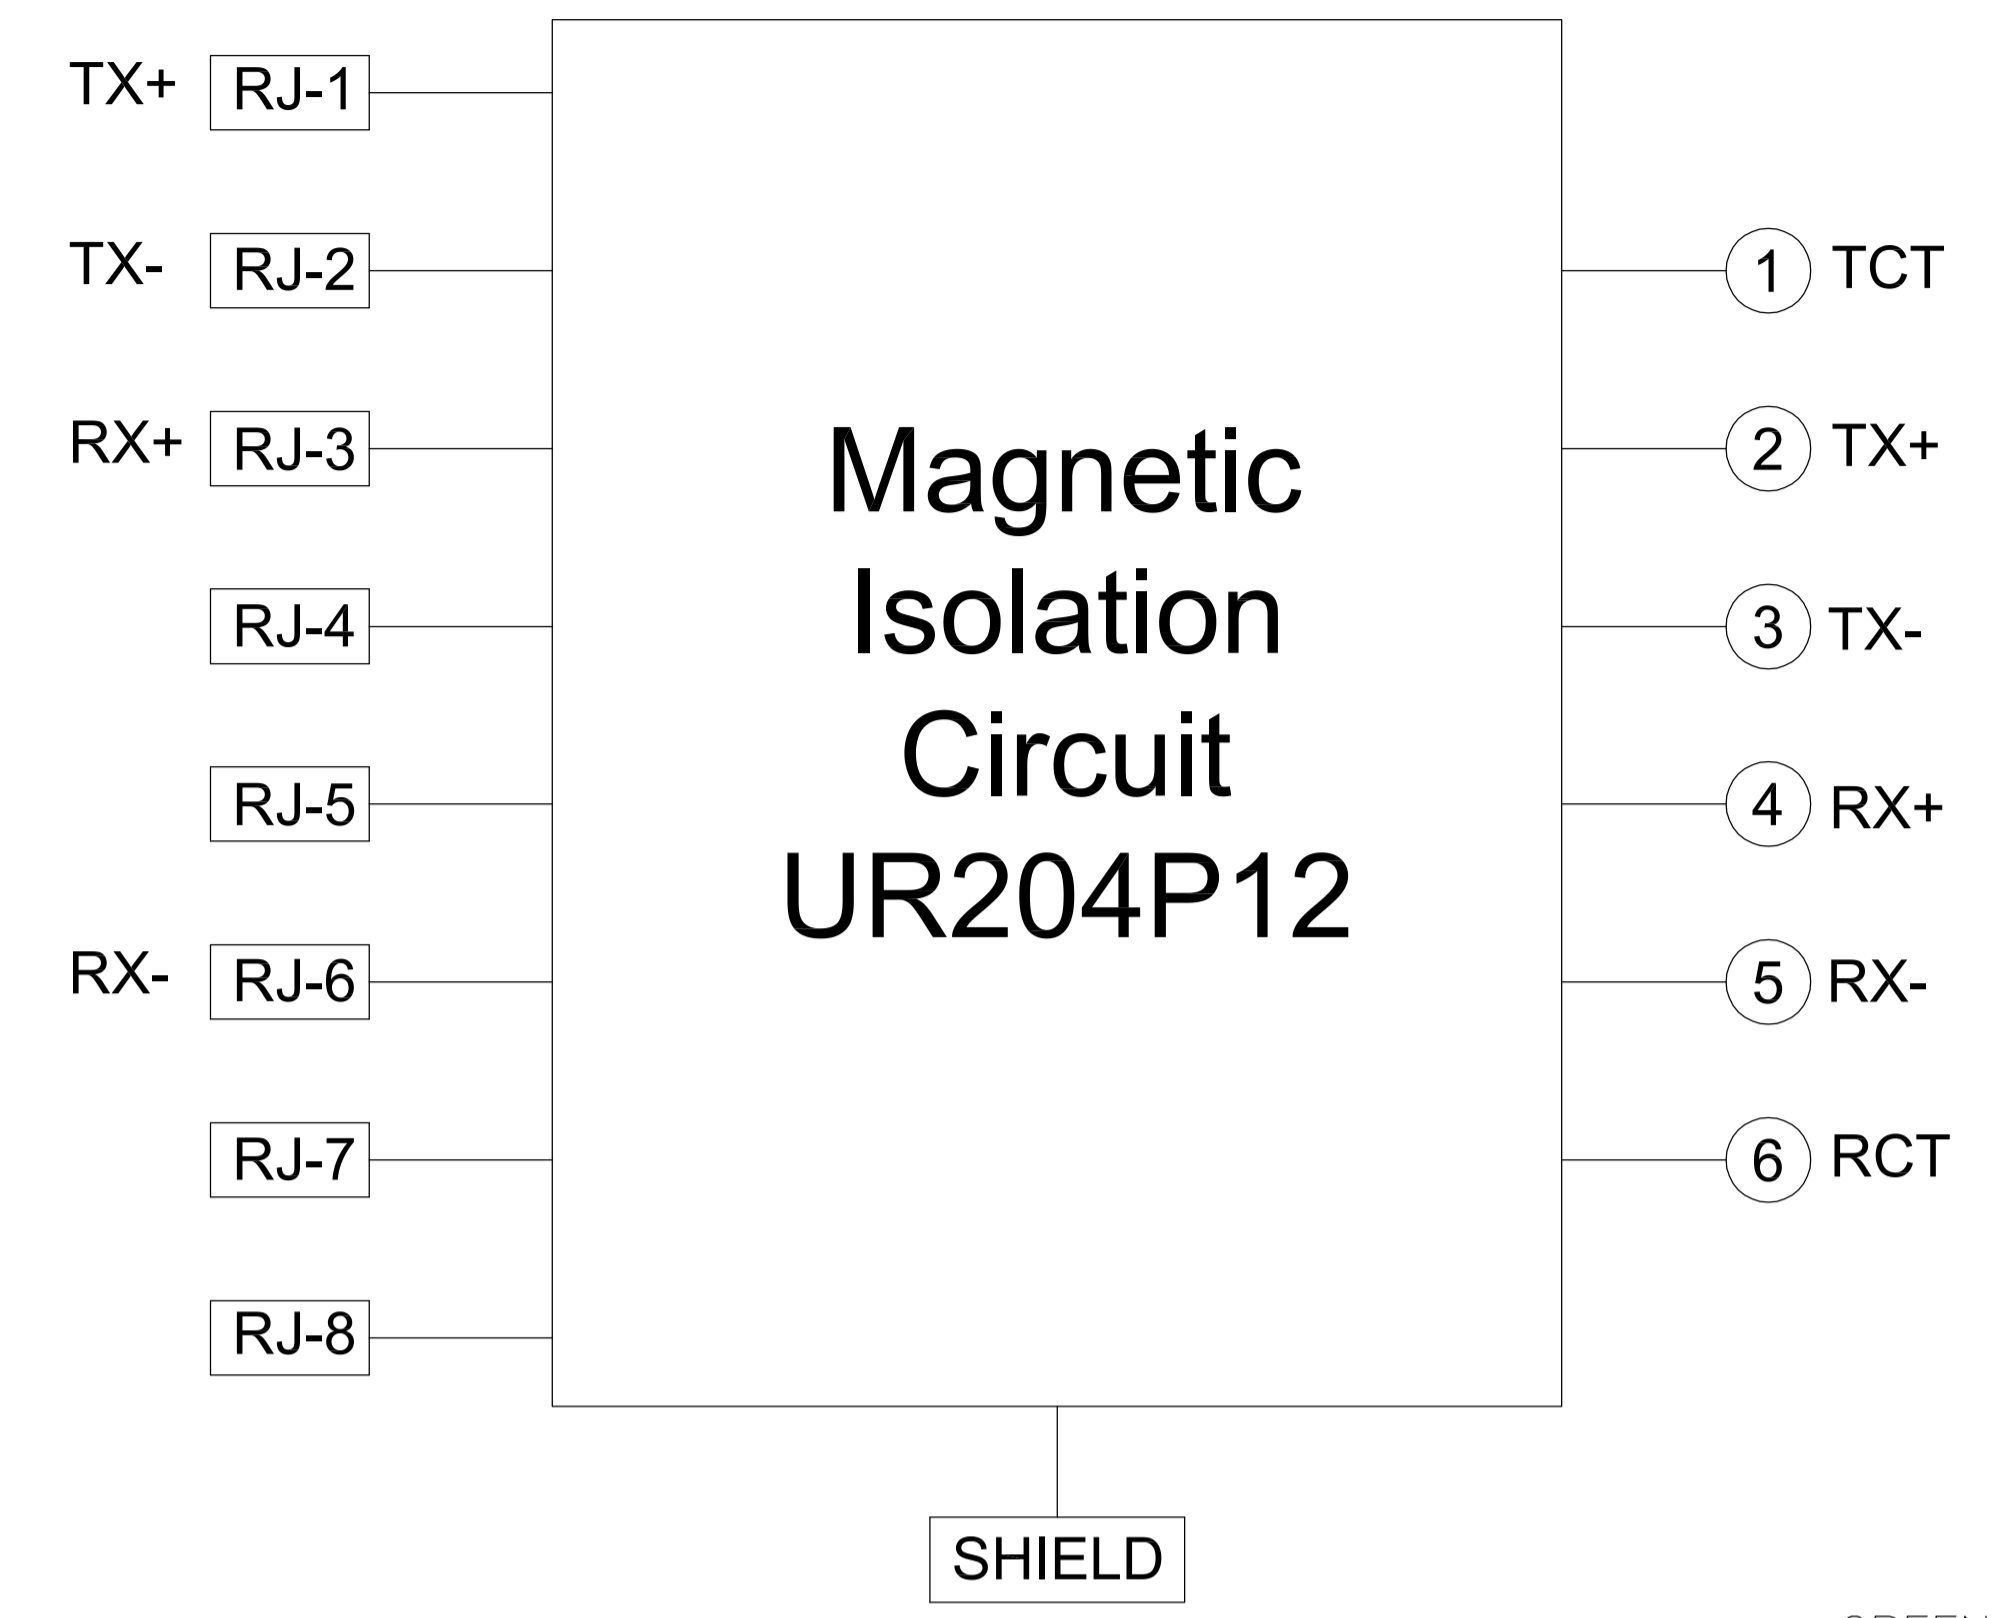 TX+ RJ-1
TX- RJ-2
RX+ RJ-3
RJ-4
RJ-5
RX- RJ-6
RJ-7
RJ-8
Magnetic
Isolation
Circuit
UR204P12
1 TCT
2 TX+
3 TX-
4 RX+
5 RX-
6 RCT
SHIELD